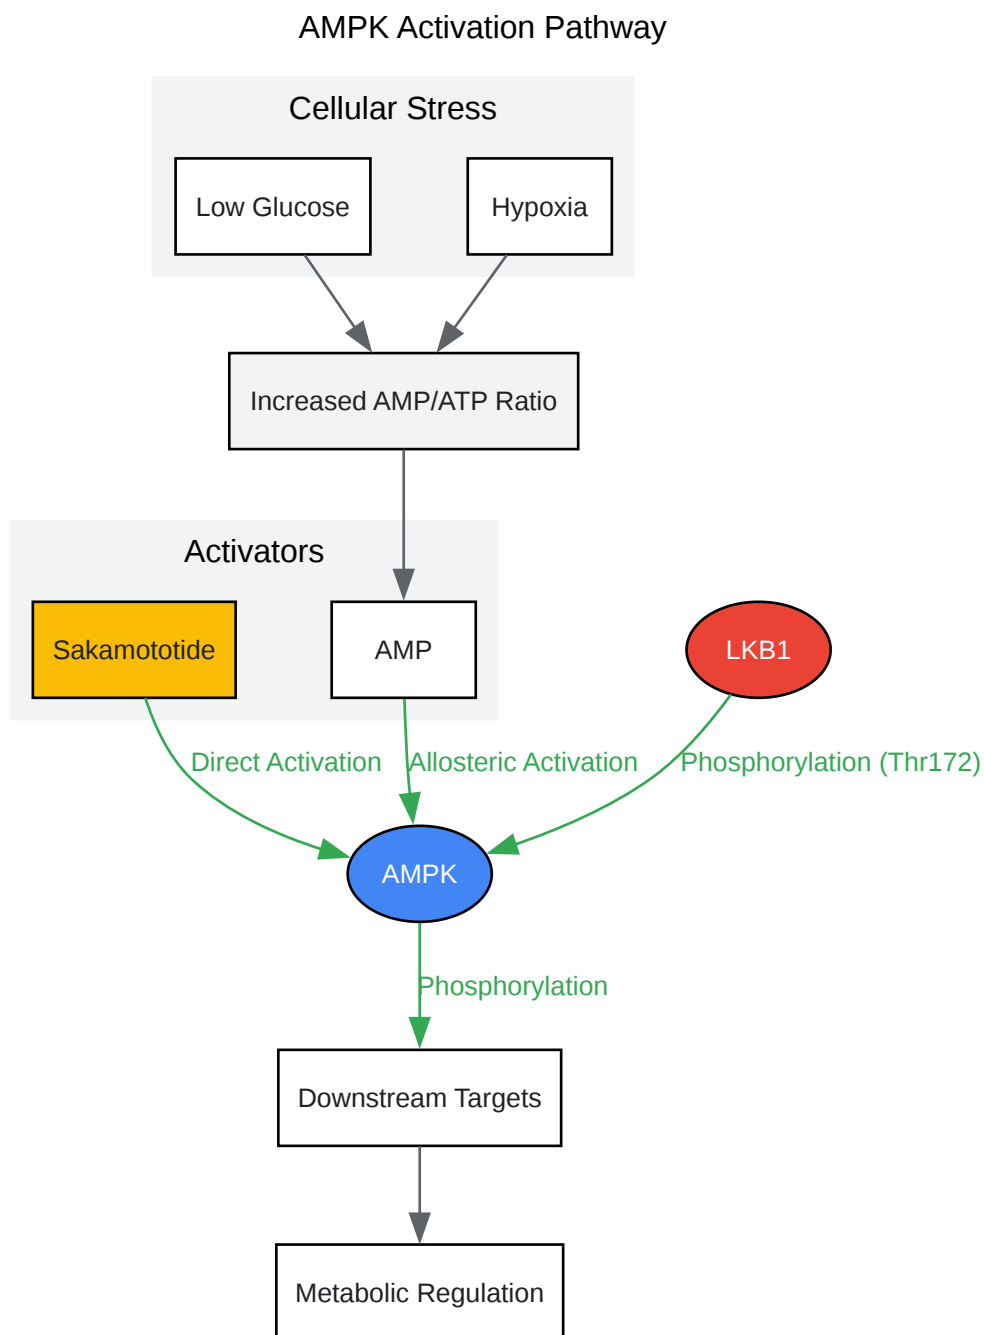 AMPK Activation Pathway
Cellular Stress
Low Glucose
Hypoxia
Increased AMP/ATP Ratio
Activators
Sakamototide
AMP
LKB1
Direct Activation
Allosteric Activation
Phosphorylation (Thr172)
AMPK
Phosphorylation
Downstream Targets
Metabolic Regulation